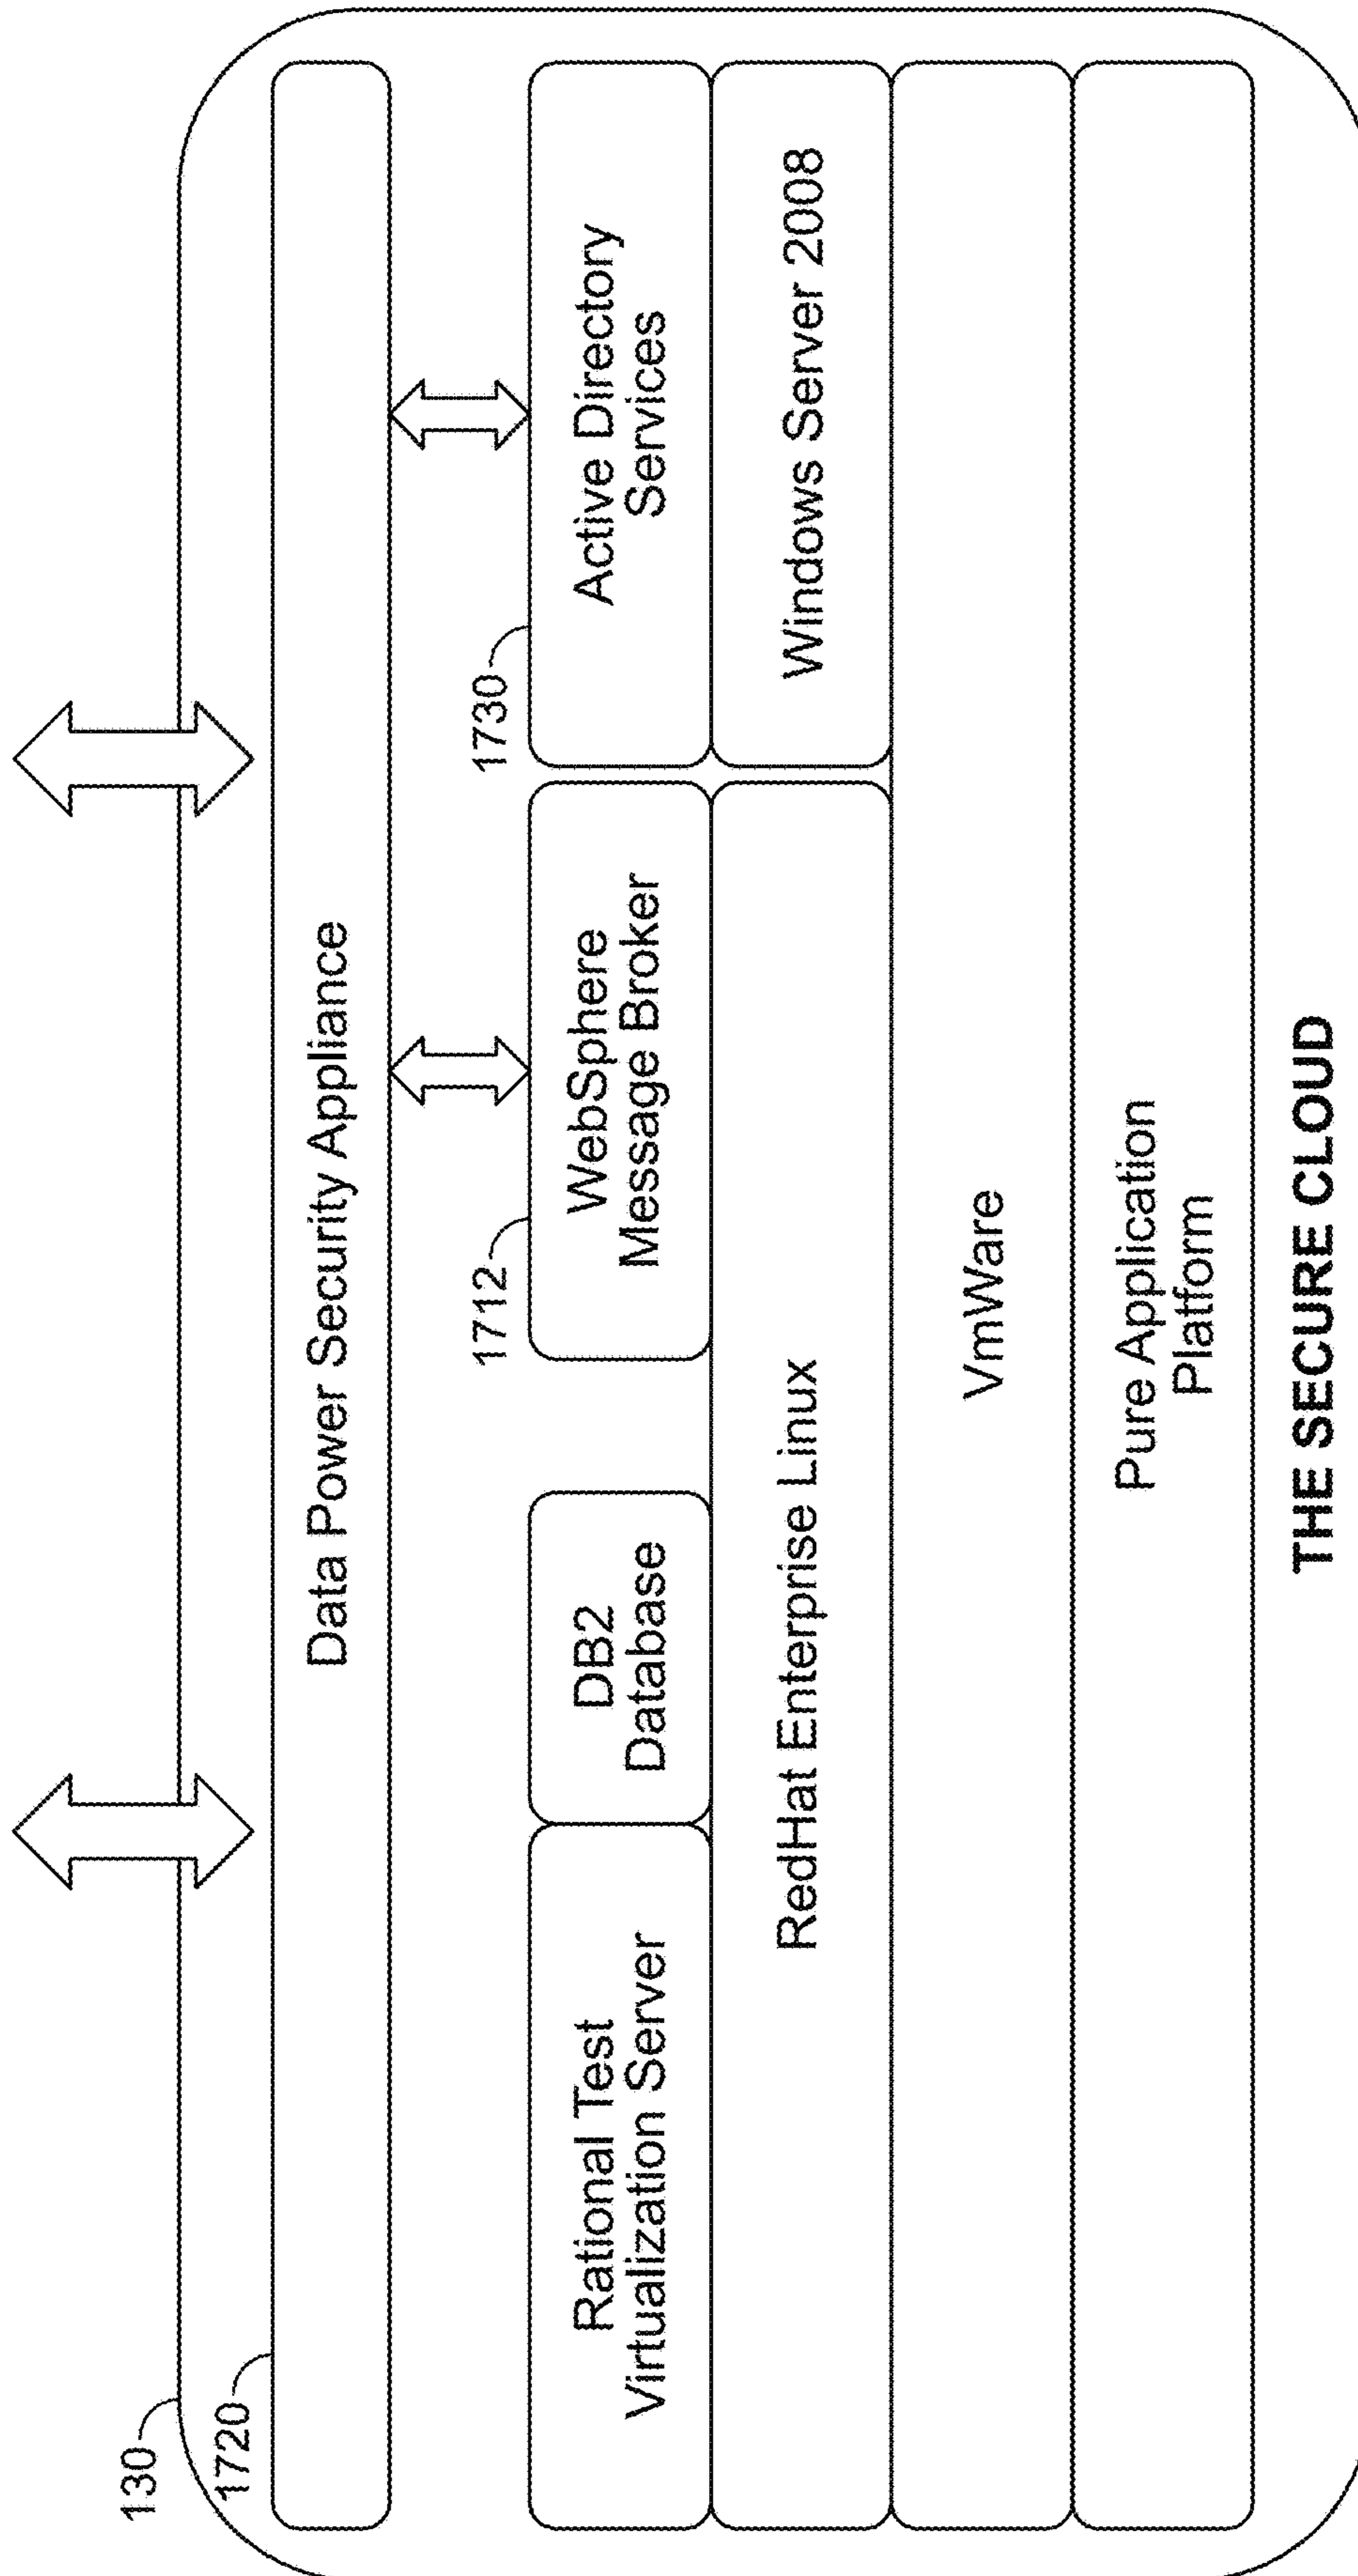 130
1720
Data Power Security Appliance
Rational Test
Virtualization Server
DB2
Database
1712
WebSphere
Message Broker
1730
Active Directory
Services
RedHat Enterprise Linux
Windows Server 2008
VmWare
Pure Application
Platform
THE SECURE CLOUD